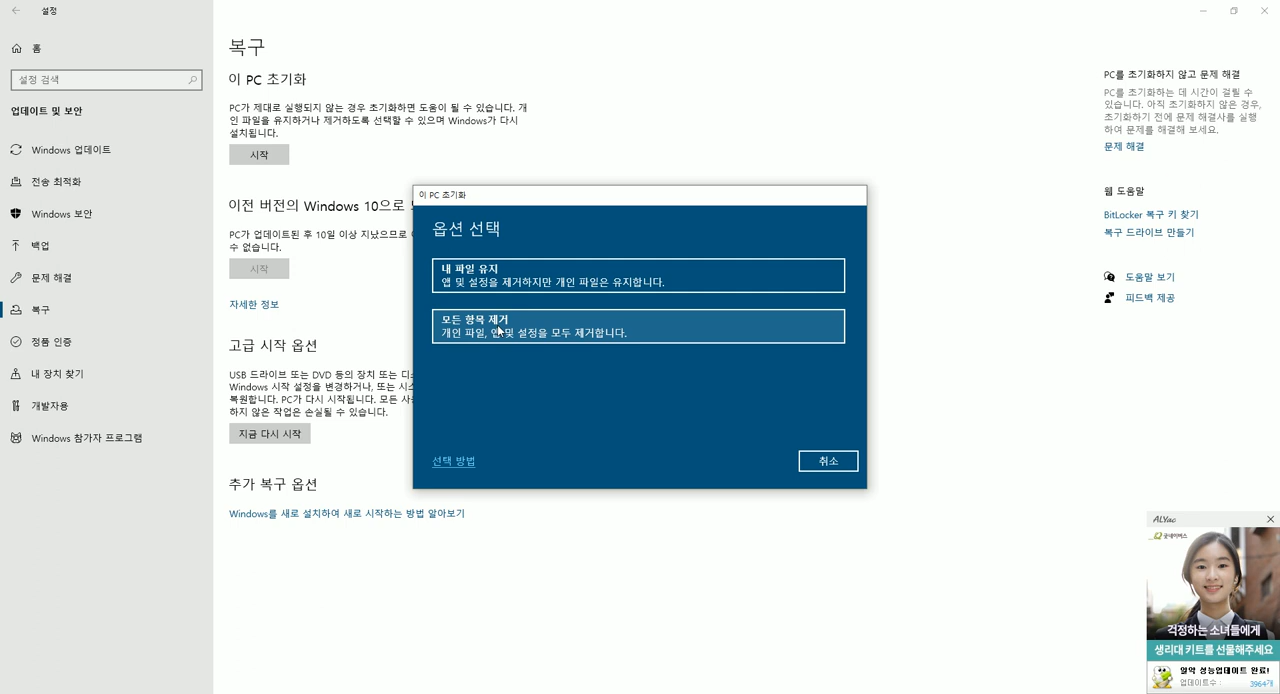 설정
홈
설정 검색
업데이트 및 보안
Windows 업데이트
전송 최적화
Windows 보안
백업
문제 해결
복구
정품 인증
내 장치 찾기
개발자용
Windows 참가자 프로그램
복구
이 PC 초기화
PC가 제대로 실행되지 않는 경우 초기화하면 도움이 될 수 있습니다. 개
인 파일을 유지하거나 제거하도록 선택할 수 있으며 Windows가 다시
설치됩니다.
시작
이전 버전의 Windows 10으로
PC가 업데이트된 후 10일 이상 지났으므로
수 없습니다.
시작
자세한 정보
고급 시작 옵션
USB 드라이브 또는 DVD 등의 장치 또는
Windows 시작 설정을 변경하거나, 또는
복원합니다. PC가 다시 시작됩니다. 모든
하지 않은 작업은 손실될 수 있습니다.
지금 다시 시작
추가 복구 옵션
Windows를 새로 설치하여 새로 시작하는 방법 알아보기
이 PC 초기화
옵션 선택
내 파일 유지
앱 및 설정을 제거하지만 개인 파일은 유지합니다.
모든 항목 제거
개인 파일, 앱 및 설정을 모두 제거합니다.
선택 방법
취소
PC를 초기화하지 않고 문제 해결
PC를 초기화하는 데 시간이 걸릴 수
있습니다. 아직 초기화하지 않은 경우,
초기화하기 전에 문제 해결사를 실행
하여 문제를 해결해 보세요.
문제 해결
웹 도움말
BitLocker 복구 키 찾기
복구 드라이브 만들기
도움말 보기
피드백 제공
ALYac
굿네이버스
걱정하는 소녀들에게
생리대 키트를 선물해주세요
알약 성능업데이트 완료!
업데이트수 : 3964개